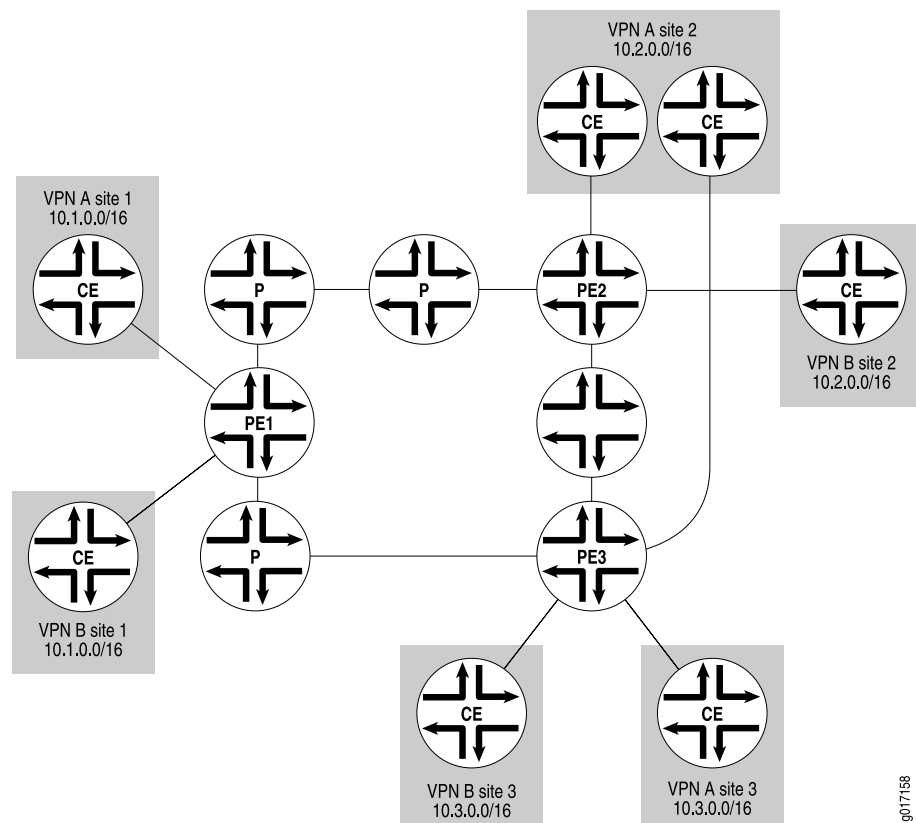 VPN A site 2
10.2.0.0/16
CE
CE
VPN A site 1
10.1.0.0/16
CE
P
P
PE2
CE
VPN B site 2
10.2.0.0/16
PE1
CE
VPN B site 1
10.1.0.0/16
P
PE3
CE
VPN B site 3
10.3.0.0/16
CE
VPN A site 3
10.3.0.0/16
g017158